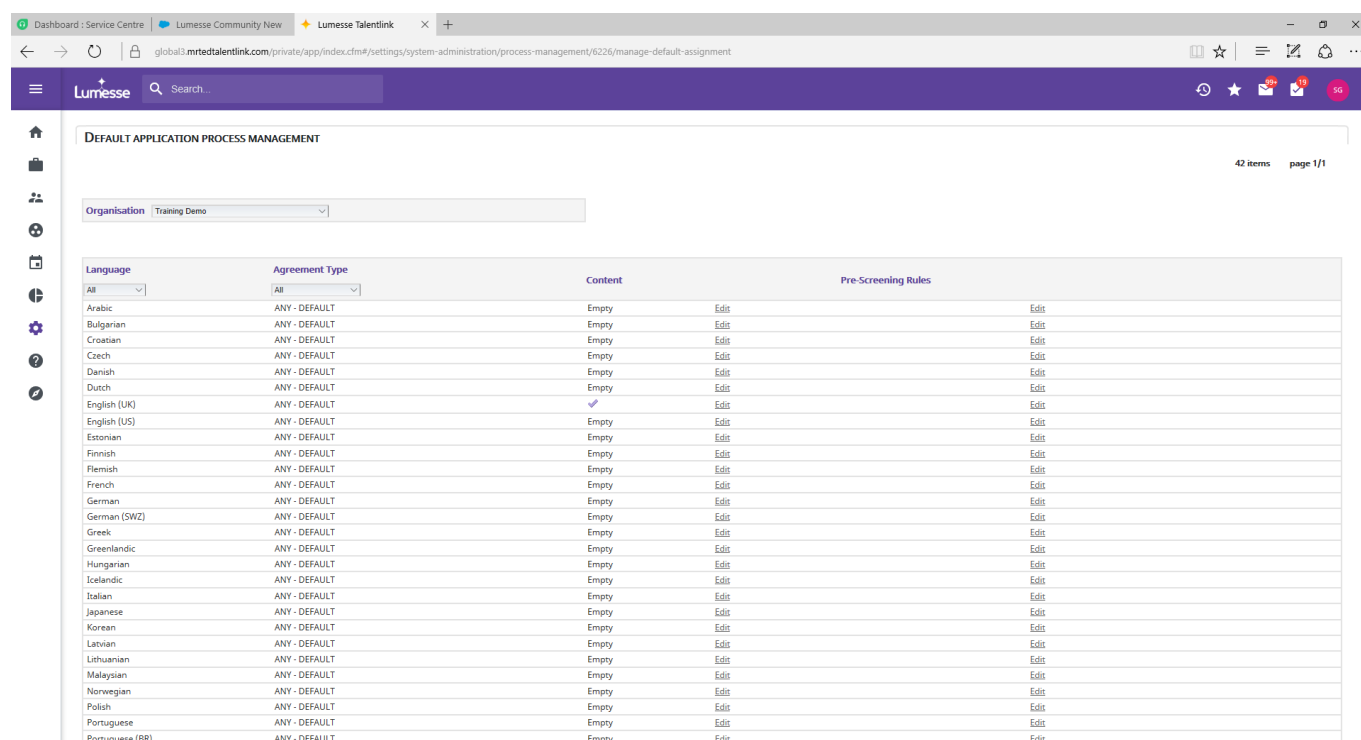 Dashboard : Service Centre
Lumesse Community New
Lumesse Talentlink
global3.mrtedtalentlink.com/private/app/index.cfm#/settings/system-administration/process-management/6226/manage-default-assignment
Lumesse
Search...
99+
19
SG
DEFAULT APPLICATION PROCESS MANAGEMENT
42 items page 1/1
Organisation Training Demo
Language Agreement Type Content Pre-Screening Rules
All All
Arabic ANY - DEFAULT Empty Edit Edit
Bulgarian ANY - DEFAULT Empty Edit Edit
Croatian ANY - DEFAULT Empty Edit Edit
Czech ANY - DEFAULT Empty Edit Edit
Danish ANY - DEFAULT Empty Edit Edit
Dutch ANY - DEFAULT Empty Edit Edit
English (UK) ANY - DEFAULT Edit Edit
English (US) ANY - DEFAULT Empty Edit Edit
Estonian ANY - DEFAULT Empty Edit Edit
Finnish ANY - DEFAULT Empty Edit Edit
Flemish ANY - DEFAULT Empty Edit Edit
French ANY - DEFAULT Empty Edit Edit
German ANY - DEFAULT Empty Edit Edit
German (SWZ) ANY - DEFAULT Empty Edit Edit
Greek ANY - DEFAULT Empty Edit Edit
Greenlandic ANY - DEFAULT Empty Edit Edit
Hungarian ANY - DEFAULT Empty Edit Edit
Icelandic ANY - DEFAULT Empty Edit Edit
Italian ANY - DEFAULT Empty Edit Edit
Japanese ANY - DEFAULT Empty Edit Edit
Korean ANY - DEFAULT Empty Edit Edit
Latvian ANY - DEFAULT Empty Edit Edit
Lithuanian ANY - DEFAULT Empty Edit Edit
Malaysian ANY - DEFAULT Empty Edit Edit
Norwegian ANY - DEFAULT Empty Edit Edit
Polish ANY - DEFAULT Empty Edit Edit
Portuguese ANY - DEFAULT Empty Edit Edit
Portuguese (BR) ANY - DEFAULT Empty Edit Edit